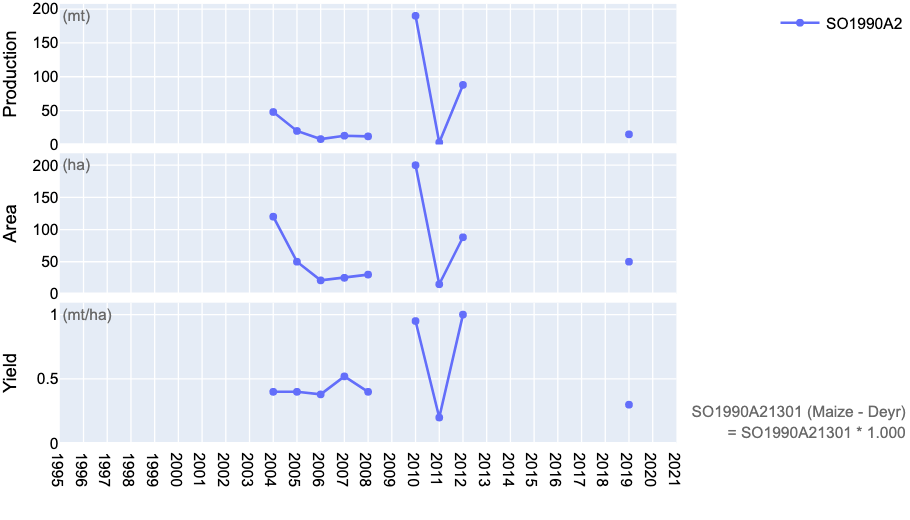 200
(mt)
150
100
50
0
Production
SO1990A2
200
(ha)
150
100
50
0
Area
1
(mt/ha)
0.5
0
Yield
SO1990A21301 (Maize - Deyr)
= SO1990A21301 * 1.000
1995 1996 1997 1998 1999 2000 2001 2002 2003 2004 2005 2006 2007 2008 2009 2010 2011 2012 2013 2014 2015 2016 2017 2018 2019 2020 2021